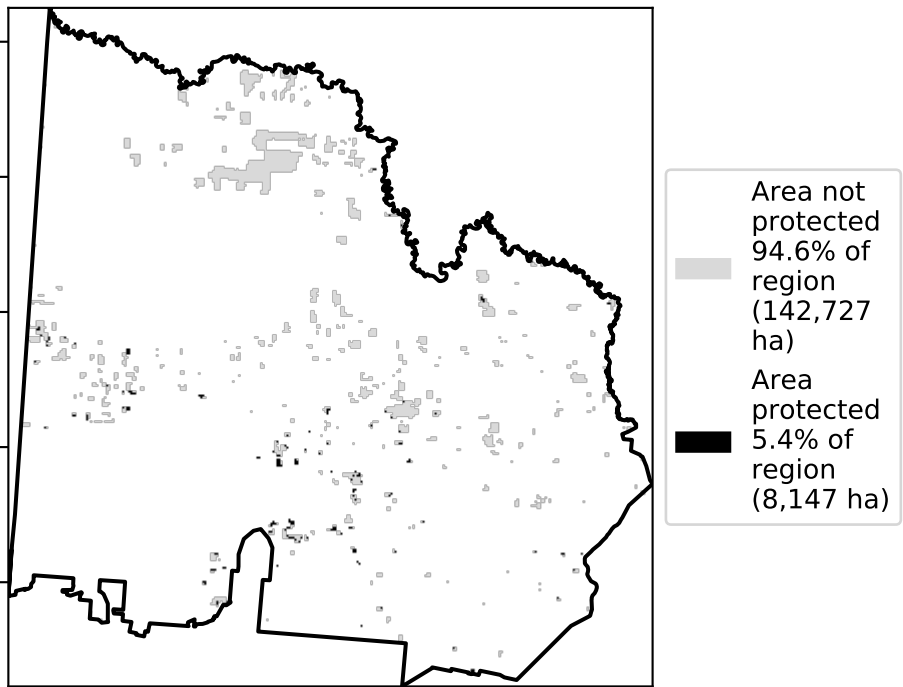 Area not
protected
94.6% of
region
(142,727
ha)
Area
protected
5.4% of
region
(8,147 ha)